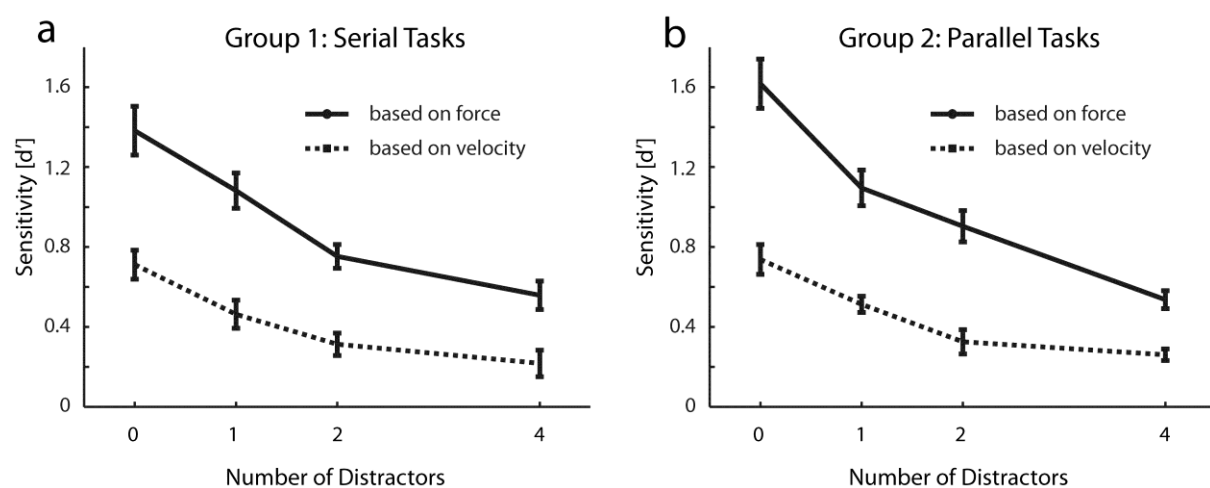 a
Group 1: Serial Tasks
Sensitivity [d']
1.6
1.2
0.8
0.4
0
based on force
based on velocity
0 1 2 4
Number of Distractors
b
Group 2: Parallel Tasks
Sensitivity [d']
1.6
1.2
0.8
0.4
0
based on force
based on velocity
0 1 2 4
Number of Distractors